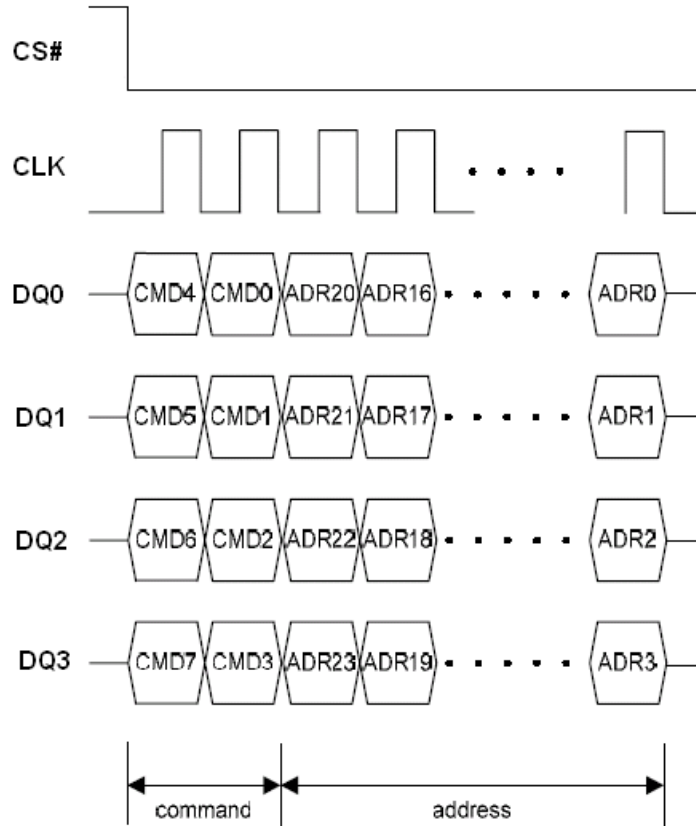 CS#
CLK
DQ0 CMD4 CMD0 ADR20 ADR16 ADR0
DQ1 CMD5 CMD1 ADR21 ADR17 ADR1
DQ2 CMD6 CMD2 ADR22 ADR18 ADR2
DQ3 CMD7 CMD3 ADR23 ADR19 ADR3
command address